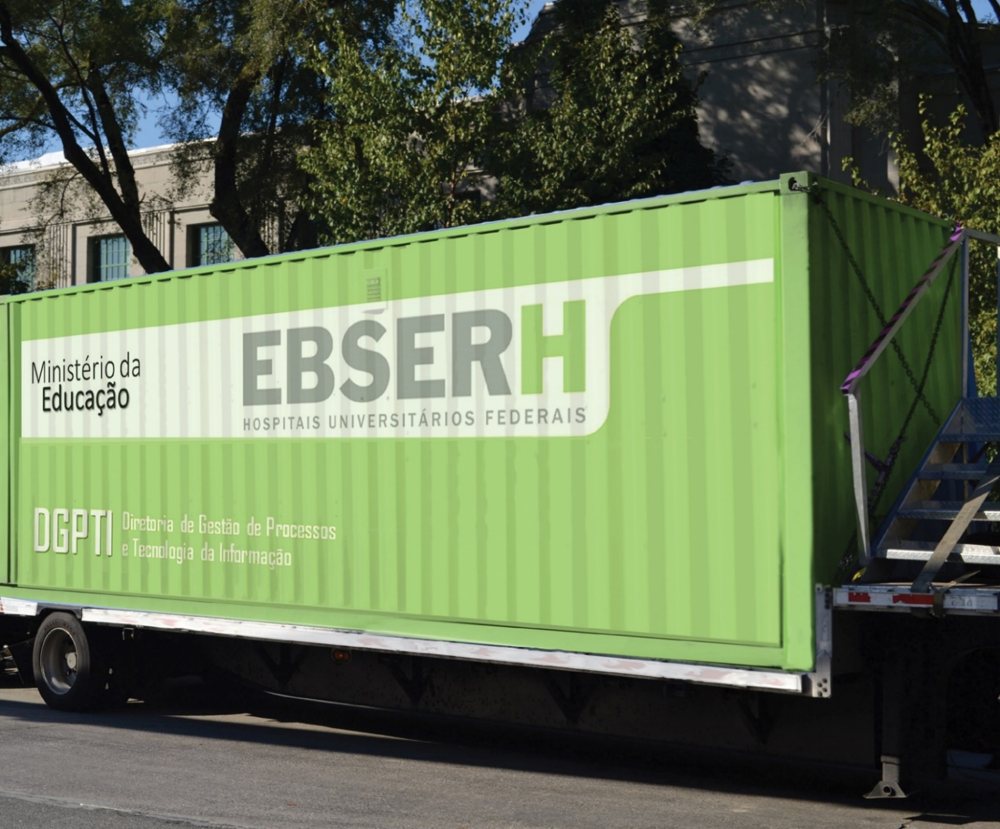 Ministério da
Educação
EBSERH
HOSPITAIS UNIVERSITÁRIOS FEDERAIS
DGPTI
Diretoria de Gestão de Processos
e Tecnologia da Informação